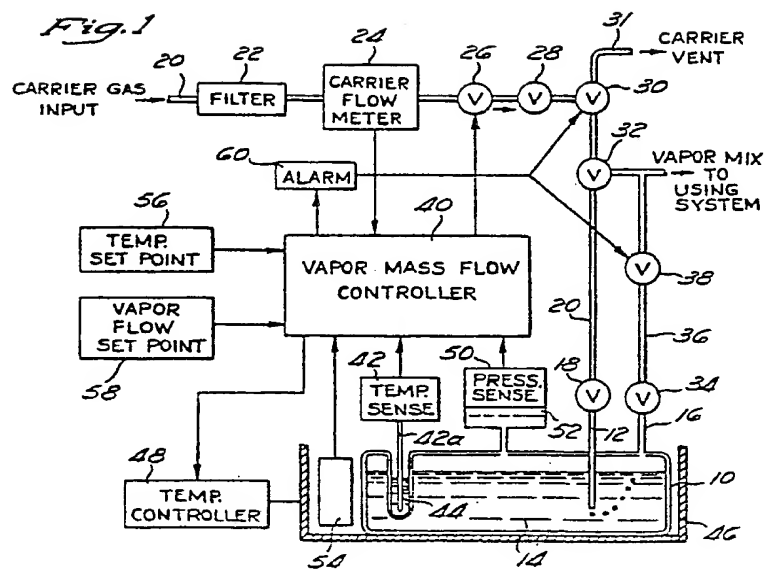 Fig. 1
24
31
CARRIER
VENT
20
22
26
28
CARRIER GAS
INPUT
FILTER
CARRIER
FLOW
METER
V
V
V
30
32
60
ALARM
V
VAPOR MIX
TO
USING
SYSTEM
56
40
TEMP.
SET POINT
VAPOR MASS FLOW
CONTROLLER
V
38
VAPOR
FLOW
SET POINT
20
36
58
42
50
18
34
TEMP.
SENSE
PRESS.
SENSE
V
V
52
16
42a
12
48
TEMP.
CONTROLLER
10
44
46
54
14